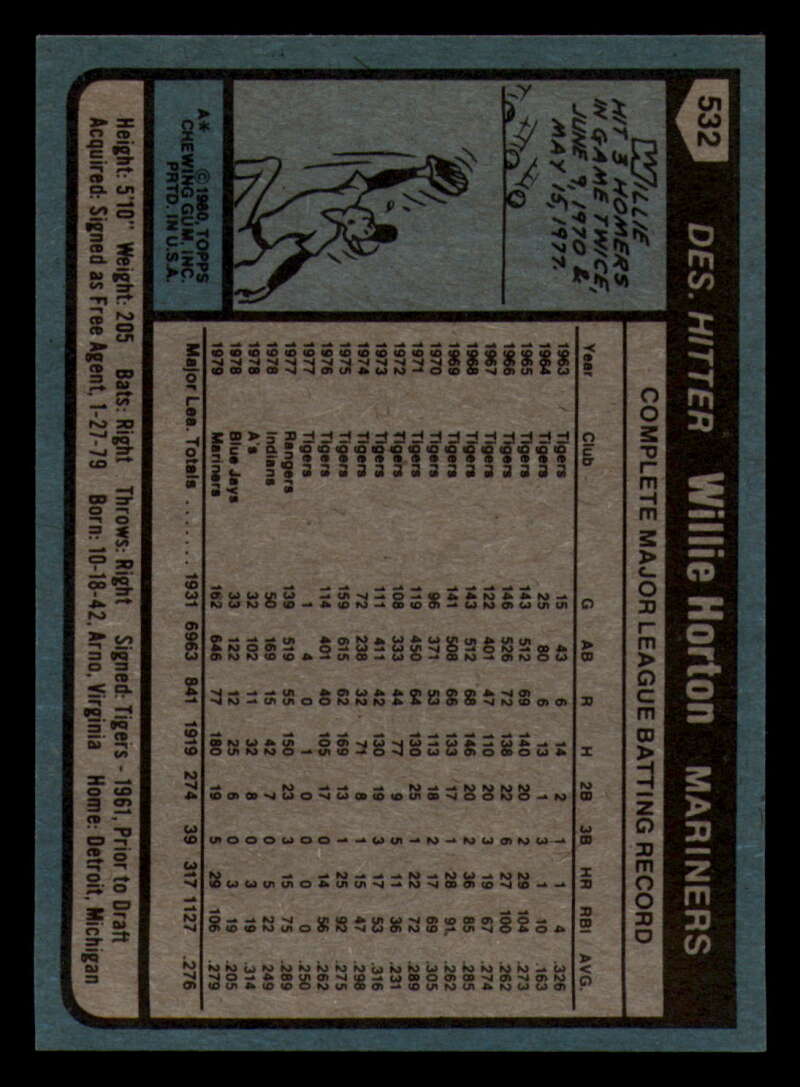 532 DES. HITTER Willie Horton MARINERS
WILLIE
HIT 3 HOMERS
IN GAME TWICE,
JUNE 9, 1970 &
MAY 15, 1977.
A* ©1980 TOPPS
CHEWING GUM, INC.
PRTD. IN U.S.A.
COMPLETE MAJOR LEAGUE BATTING RECORD
Year Club G AB R H 2B 3B HR RBI AVG.
1963 Tigers 15 43 6 14 2 1 1 4 .326
1964 Tigers 25 80 6 13 1 3 1 10 .163
1965 Tigers 143 512 69 140 20 2 29 104 .273
1966 Tigers 146 526 72 138 22 6 27 100 .262
1967 Tigers 122 401 47 110 20 3 19 67 .274
1968 Tigers 143 512 68 146 20 2 36 85 .285
1969 Tigers 141 508 66 133 17 1 28 91 .262
1970 Tigers 96 371 53 113 18 2 17 69 .305
1971 Tigers 119 450 64 130 25 1 22 72 .289
1972 Tigers 108 333 44 77 9 5 11 36 .231
1973 Tigers 111 411 42 130 19 3 17 53 .316
1974 Tigers 72 238 32 71 8 1 15 47 .298
1975 Tigers 159 615 62 169 13 1 25 92 .275
1976 Tigers 114 401 40 105 17 0 14 56 .262
1977 Tigers 1 4 0 1 0 0 0 0 .250
1977 Rangers 139 519 55 150 23 3 15 75 .289
1978 Indians 50 169 15 42 7 0 5 22 .249
1978 A's 32 102 11 32 8 0 3 19 .314
1978 Blue Jays 33 122 12 25 6 0 3 19 .205
1979 Mariners 162 646 77 180 19 5 29 106 .279
Major Lea. Totals ....... 1931 6963 841 1919 274 39 317 1127 .276
Height: 5'10" Weight: 205 Bats: Right Throws: Right Signed: Tigers - 1961, Prior to Draft
Acquired: Signed as Free Agent, 1-27-79 Born: 10-18-42, Arno, Virginia Home: Detroit, Michigan